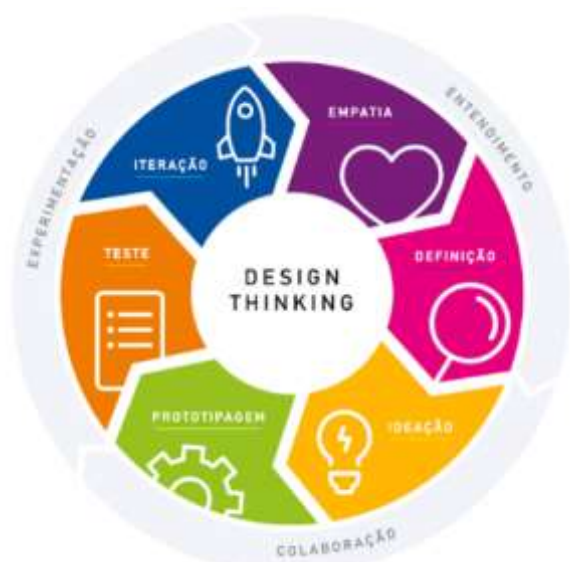 DESIGN
THINKING
EMPATIA
DEFINIÇÃO
IDEAÇÃO
PROTOTIPAGEM
TESTE
ITERAÇÃO
ENTENDIMENTO
COLABORAÇÃO
EXPERIMENTAÇÃO